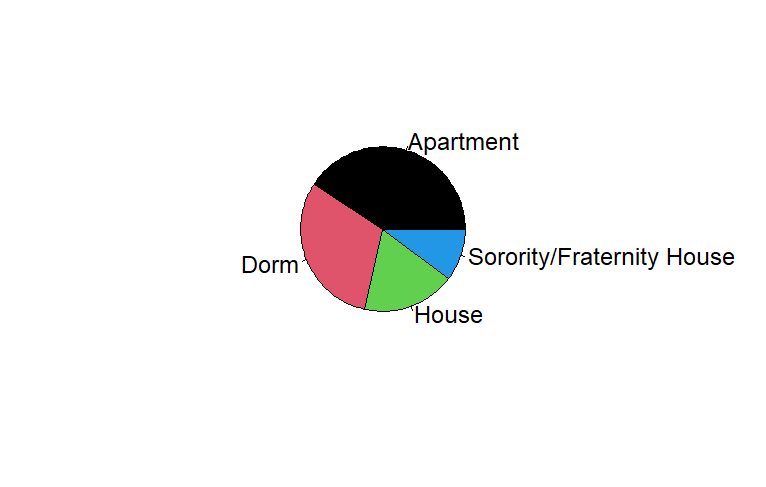 Apartment
Dorm
Sorority/Fraternity House
House